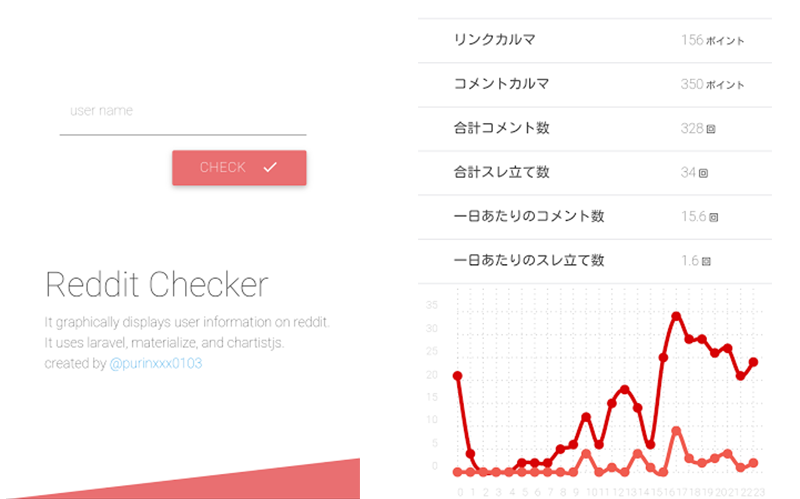 user name
CHECK
Reddit Checker
It graphically displays user information on reddit.
It uses laravel, materialize, and chartistjs.
created by @purinxxx0103
リンクカルマ 156 ポイント
コメントカルマ 350 ポイント
合計コメント数 328 回
合計スレ立て数 34 回
一日あたりのコメント数 15.6 回
一日あたりのスレ立て数 1.6 回
35
30
25
20
15
10
5
0
0 1 2 3 4 5 6 7 8 9 10 11 12 13 14 15 16 17 18 19 20 21 22 23